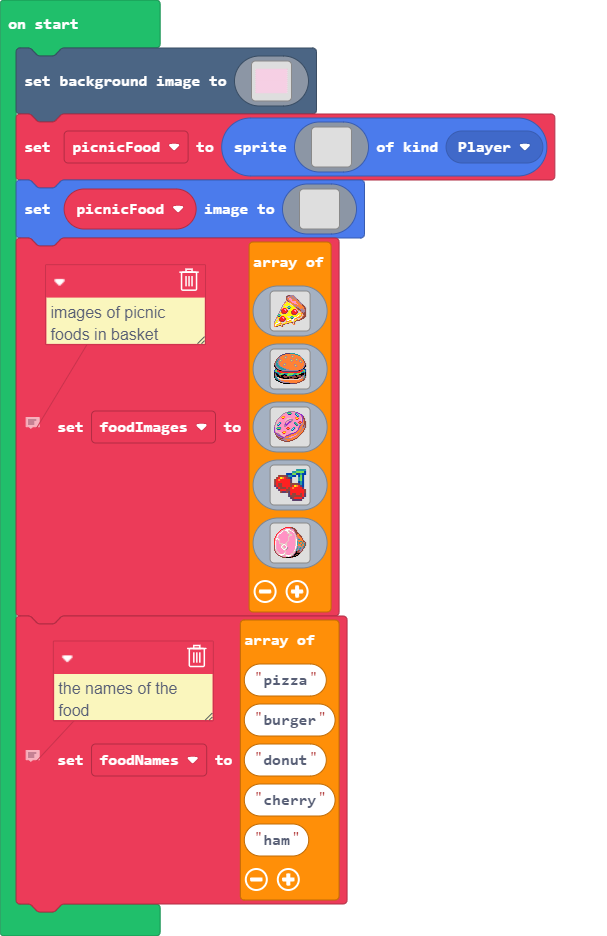 on start
set background image to
set picnicFood to sprite of kind Player
set picnicFood image to
array of
images of picnic
foods in basket
set foodImages to
array of
"pizza"
the names of the
food
"burger"
set foodNames to
"donut"
"cherry"
"ham"